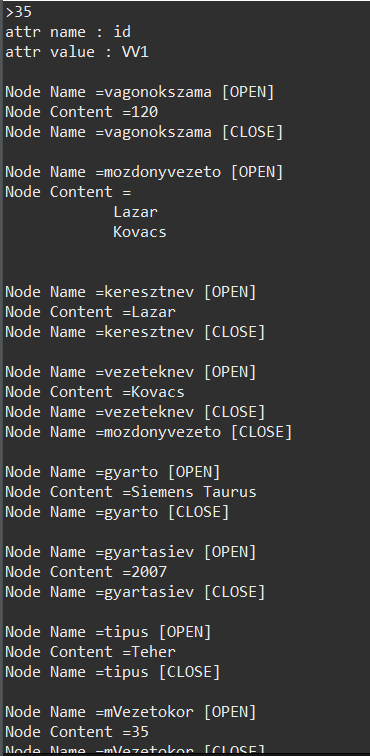 >35
attr name : id
attr value : VV1
Node Name =vagonokszama [OPEN]
Node Content =120
Node Name =vagonokszama [CLOSE]
Node Name =mozdonyvezeto [OPEN]
Node Content =
Lazar
Kovacs
Node Name =keresztnev [OPEN]
Node Content =Lazar
Node Name =keresztnev [CLOSE]
Node Name =vezeteknev [OPEN]
Node Content =Kovacs
Node Name =vezeteknev [CLOSE]
Node Name =mozdonyvezeto [CLOSE]
Node Name =gyarto [OPEN]
Node Content =Siemens Taurus
Node Name =gyarto [CLOSE]
Node Name =gyartasiev [OPEN]
Node Content =2007
Node Name =gyartasiev [CLOSE]
Node Name =tipus [OPEN]
Node Content =Teher
Node Name =tipus [CLOSE]
Node Name =mVezetokor [OPEN]
Node Content =35
Node Name =mVezetokor [CLOSE]